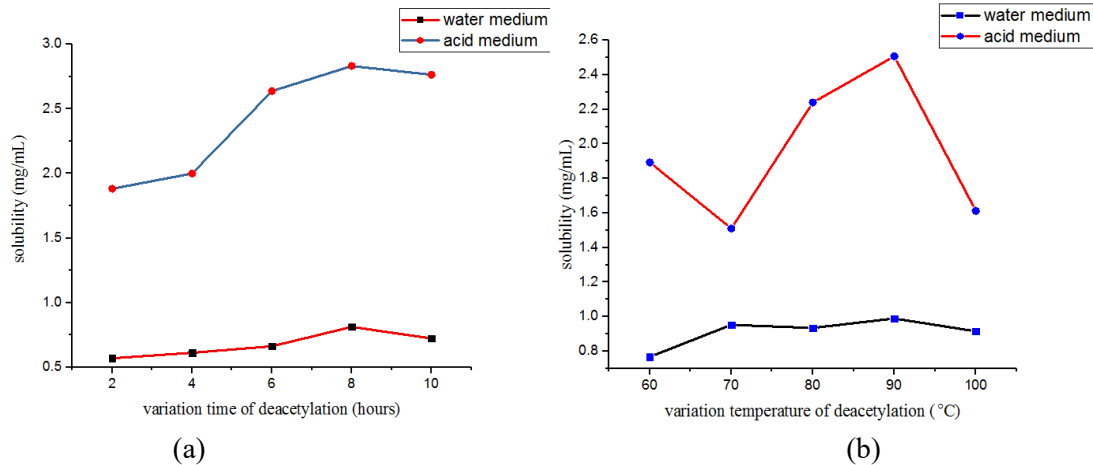 water medium
acid medium
3.0
2.5
2.0
1.5
1.0
0.5
solubility (mg/mL)
2 4 6 8 10
variation time of deacetylation (hours)
(a)
water medium
acid medium
2.6
2.4
2.2
2.0
1.8
1.6
1.4
1.2
1.0
0.8
solubility (mg/mL)
60 70 80 90 100
variation temperature of deacetylation (°C)
(b)